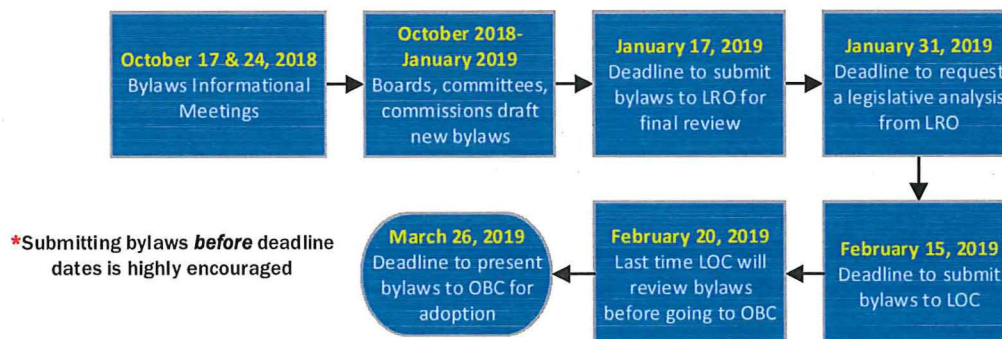 October 17 & 24, 2018
Bylaws Informational
Meetings
October 2018-
January 2019
Boards, committees,
commissions draft
new bylaws
January 17, 2019
Deadline to submit
bylaws to LRO for
final review
January 31, 2019
Deadline to request
a legislative analysis
from LRO
February 15, 2019
Deadline to submit
bylaws to LOC
February 20, 2019
Last time LOC will
review bylaws
before going to OBC
March 26, 2019
Deadline to present
bylaws to OBC for
adoption
*Submitting bylaws before deadline
dates is highly encouraged